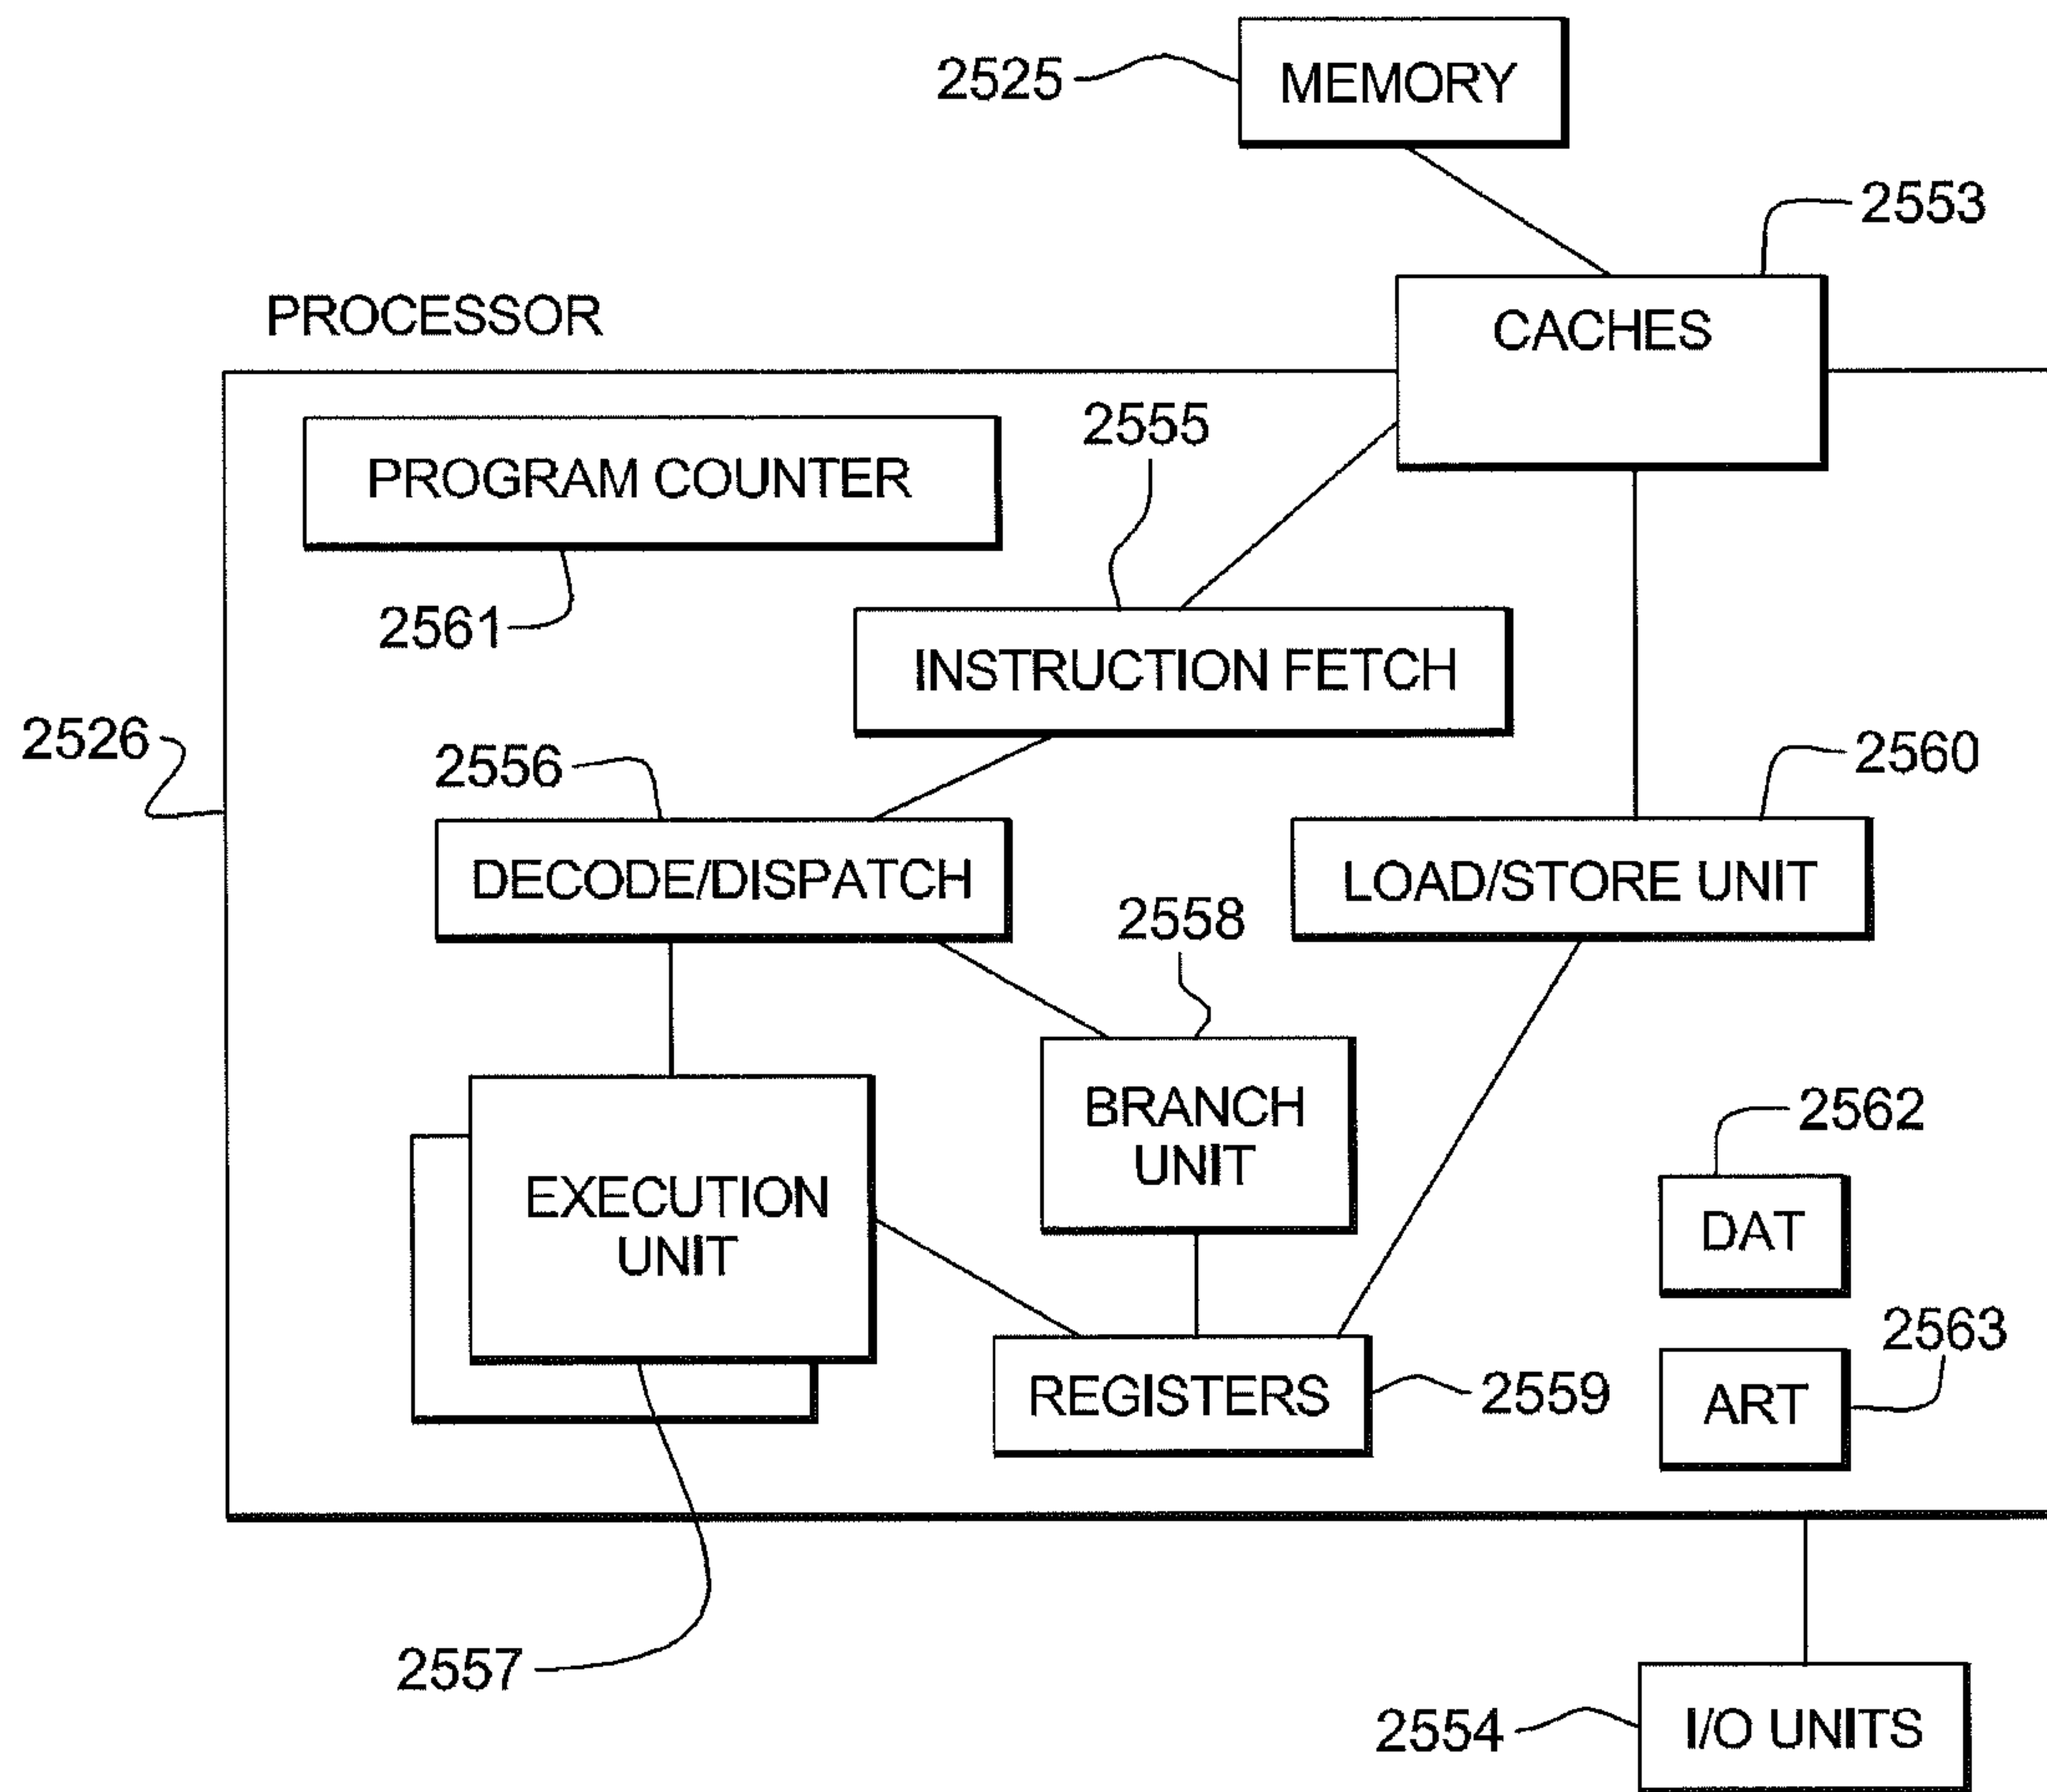 MEMORY
2525
2553
CACHES
PROCESSOR
2555
PROGRAM COUNTER
2561
INSTRUCTION FETCH
2526
2556
2560
DECODE/DISPATCH
LOAD/STORE UNIT
2558
BRANCH
UNIT
2562
EXECUTION
UNIT
DAT
2563
REGISTERS
2559
ART
2557
2554
I/O UNITS